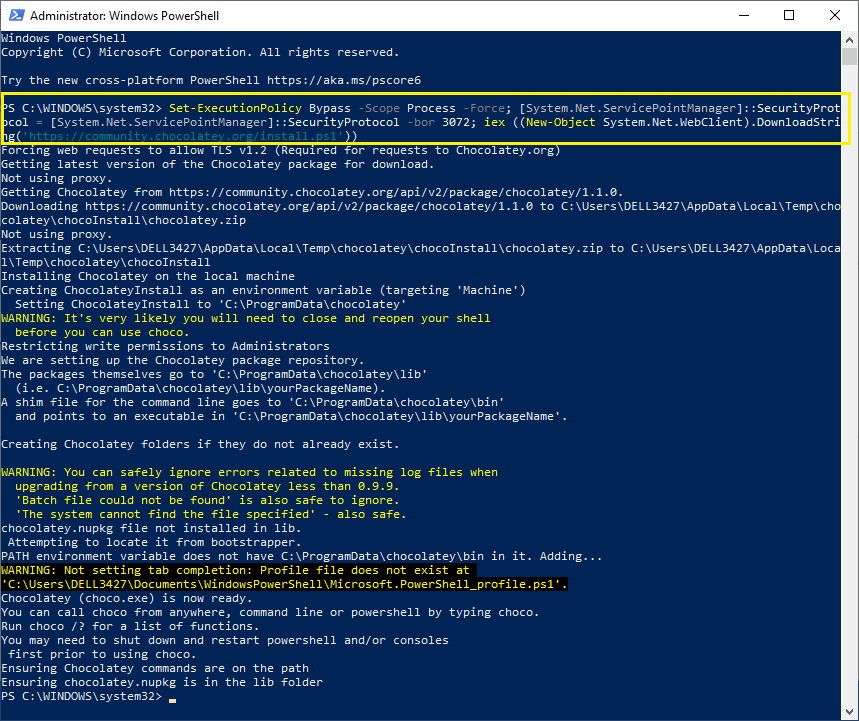 Administrator: Windows PowerShell
Windows PowerShell
Copyright (C) Microsoft Corporation. All rights reserved.
Try the new cross-platform PowerShell https://aka.ms/pscore6
PS C:\WINDOWS\system32> Set-ExecutionPolicy Bypass -Scope Process -Force; [System.Net.ServicePointManager]::SecurityProt
ocol = [System.Net.ServicePointManager]::SecurityProtocol -bor 3072; iex ((New-Object System.Net.WebClient).DownloadStri
ng('https://community.chocolatey.org/install.ps1'))
Forcing web requests to allow TLS v1.2 (Required for requests to Chocolatey.org)
Getting latest version of the Chocolatey package for download.
Not using proxy.
Getting Chocolatey from https://community.chocolatey.org/api/v2/package/chocolatey/1.1.0.
Downloading https://community.chocolatey.org/api/v2/package/chocolatey/1.1.0 to C:\Users\DELL3427\AppData\Local\Temp\cho
colatey\chocoInstall\chocolatey.zip
Not using proxy.
Extracting C:\Users\DELL3427\AppData\Local\Temp\chocolatey\chocoInstall\chocolatey.zip to C:\Users\DELL3427\AppData\Loca
l\Temp\chocolatey\chocoInstall
Installing Chocolatey on the local machine
Creating ChocolateyInstall as an environment variable (targeting 'Machine')
  Setting ChocolateyInstall to 'C:\ProgramData\chocolatey'
WARNING: It's very likely you will need to close and reopen your shell
  before you can use choco.
Restricting write permissions to Administrators
We are setting up the Chocolatey package repository.
The packages themselves go to 'C:\ProgramData\chocolatey\lib'
  (i.e. C:\ProgramData\chocolatey\lib\yourPackageName).
A shim file for the command line goes to 'C:\ProgramData\chocolatey\bin'
  and points to an executable in 'C:\ProgramData\chocolatey\lib\yourPackageName'.
Creating Chocolatey folders if they do not already exist.
WARNING: You can safely ignore errors related to missing log files when
  upgrading from a version of Chocolatey less than 0.9.9.
  'Batch file could not be found' is also safe to ignore.
  'The system cannot find the file specified' - also safe.
chocolatey.nupkg file not installed in lib.
 Attempting to locate it from bootstrapper.
PATH environment variable does not have C:\ProgramData\chocolatey\bin in it. Adding...
WARNING: Not setting tab completion: Profile file does not exist at
'C:\Users\DELL3427\Documents\WindowsPowerShell\Microsoft.PowerShell_profile.ps1'.
Chocolatey (choco.exe) is now ready.
You can call choco from anywhere, command line or powershell by typing choco.
Run choco /? for a list of functions.
You may need to shut down and restart powershell and/or consoles
 first prior to using choco.
Ensuring Chocolatey commands are on the path
Ensuring chocolatey.nupkg is in the lib folder
PS C:\WINDOWS\system32>